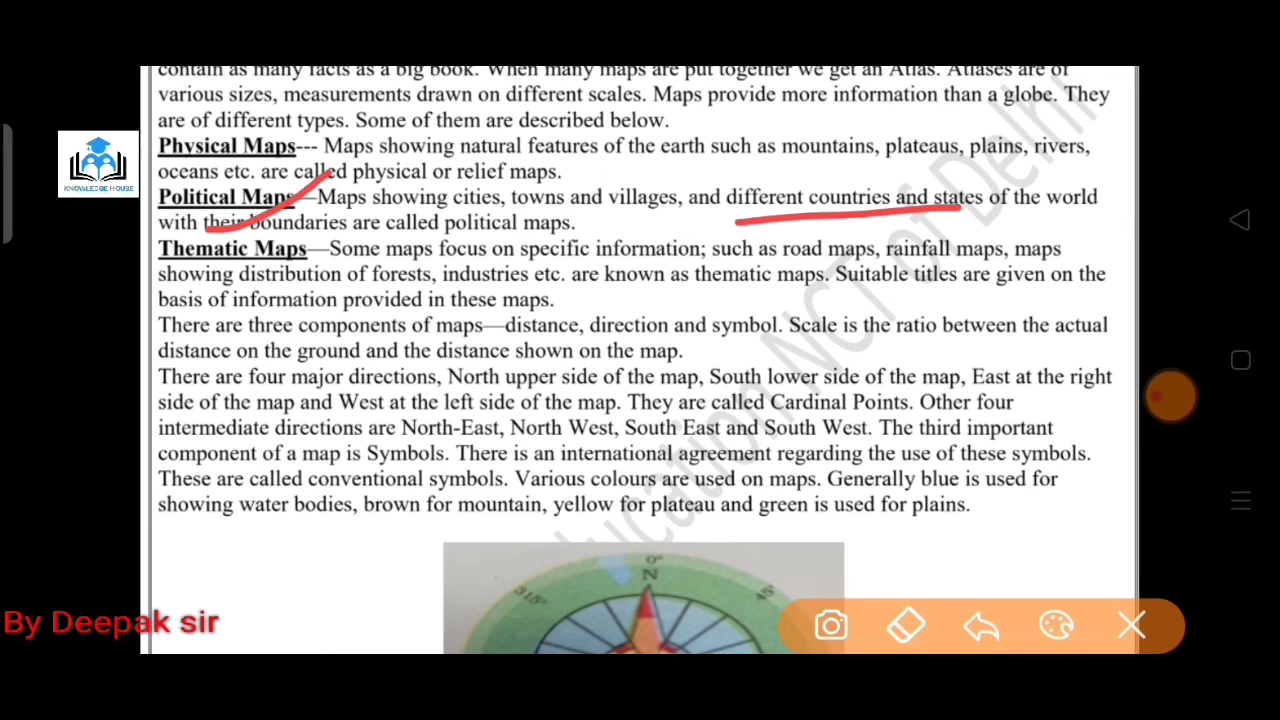 contain as many facts as a big book. When many maps are put together we get an Atlas. Atlases are of
various sizes, measurements drawn on different scales. Maps provide more information than a globe. They
are of different types. Some of them are described below.
Physical Maps--- Maps showing natural features of the earth such as mountains, plateaus, plains, rivers,
oceans etc. are called physical or relief maps.
Political Maps—Maps showing cities, towns and villages, and different countries and states of the world
with their boundaries are called political maps.
Thematic Maps—Some maps focus on specific information; such as road maps, rainfall maps, maps
showing distribution of forests, industries etc. are known as thematic maps. Suitable titles are given on the
basis of information provided in these maps.
There are three components of maps—distance, direction and symbol. Scale is the ratio between the actual
distance on the ground and the distance shown on the map.
There are four major directions, North upper side of the map, South lower side of the map, East at the right
side of the map and West at the left side of the map. They are called Cardinal Points. Other four
intermediate directions are North-East, North West, South East and South West. The third important
component of a map is Symbols. There is an international agreement regarding the use of these symbols.
These are called conventional symbols. Various colours are used on maps. Generally blue is used for
showing water bodies, brown for mountain, yellow for plateau and green is used for plains.
KNOWLEDGE HOUSE
0°
N
315°
45°
By Deepak sir